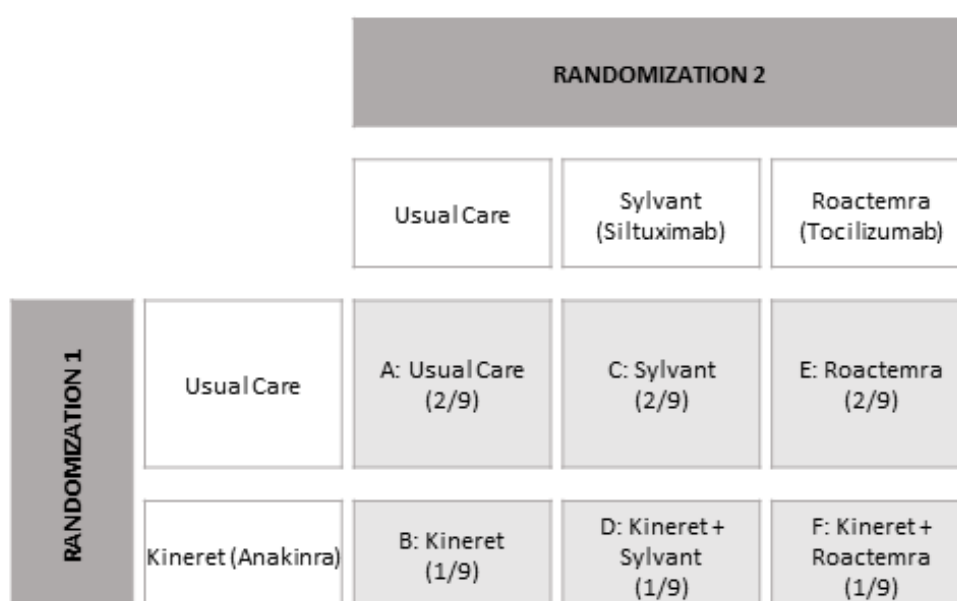 RANDOMIZATION 2
Usual Care
Sylvant
(Siltuximab)
Roactemra
(Tocilizumab)
RANDOMIZATION 1
Usual Care
A: Usual Care
(2/9)
C: Sylvant
(2/9)
E: Roactemra
(2/9)
Kineret (Anakinra)
B: Kineret
(1/9)
D: Kineret +
Sylvant
(1/9)
F: Kineret +
Roactemra
(1/9)